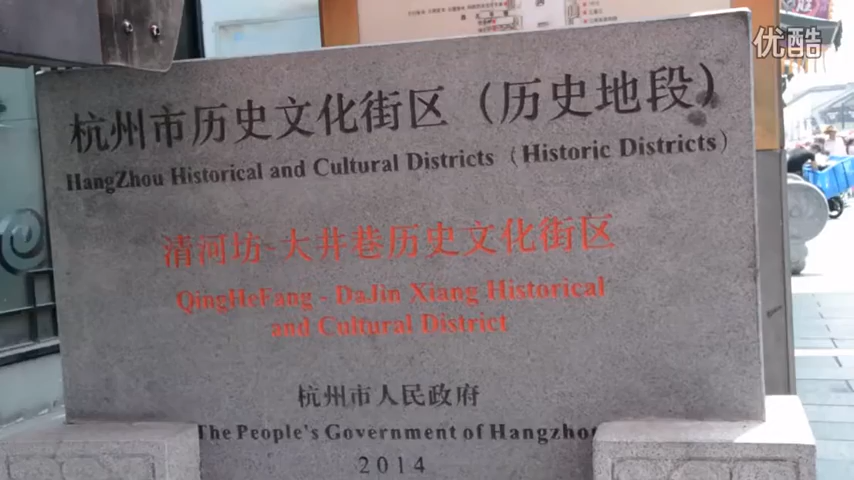 优酷
杭州市历史文化街区（历史地段）
HangZhou Historical and Cultural Districts（Historic Districts）
清河坊-大井巷历史文化街区
QingHeFang - DaJin Xiang Historical
and Cultural District
杭州市人民政府
The People's Government of Hangzhou
2014